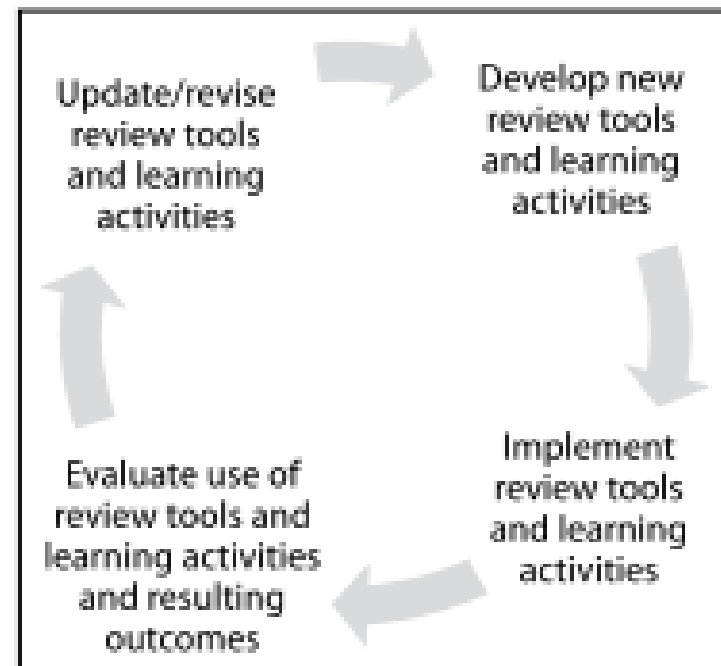 Update/revise
review tools
and learning
activities
Develop new
review tools
and learning
activities
Implement
review tools
and learning
activities
Evaluate use of
review tools and
learning activities
and resulting
outcomes